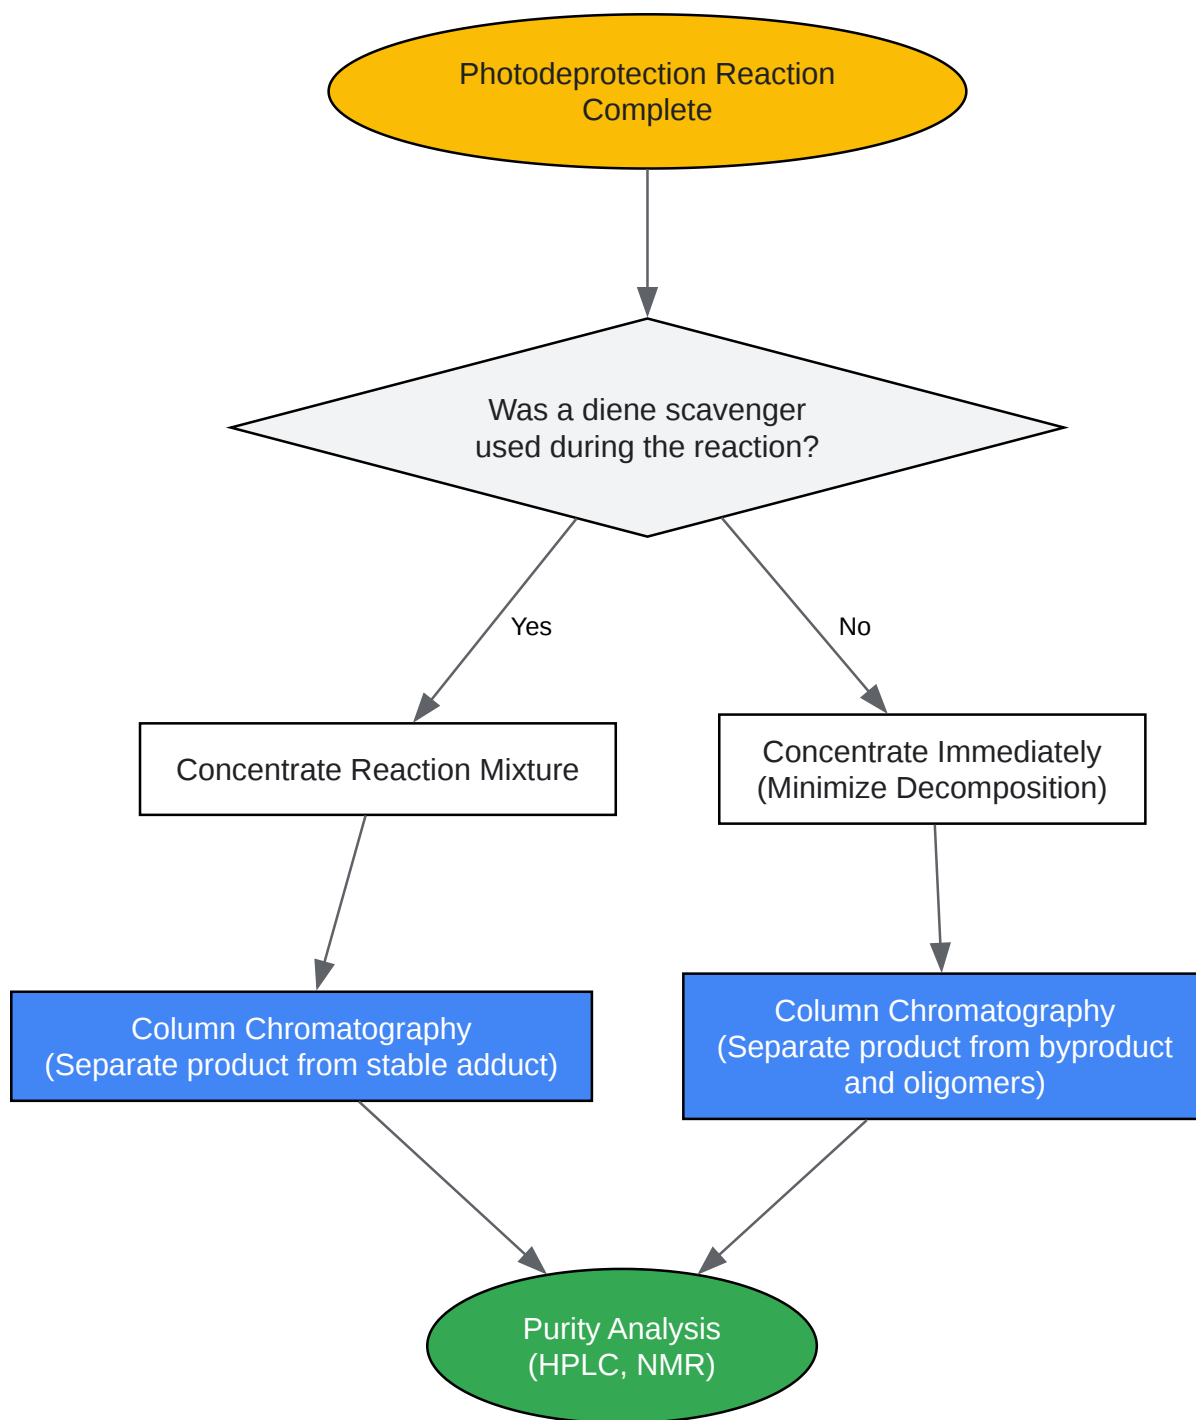 Photodeprotection Reaction
Complete
Was a diene scavenger
used during the reaction?
Yes
No
Concentrate Reaction Mixture
Concentrate Immediately
(Minimize Decomposition)
Column Chromatography
(Separate product from stable adduct)
Column Chromatography
(Separate product from byproduct
and oligomers)
Purity Analysis
(HPLC, NMR)